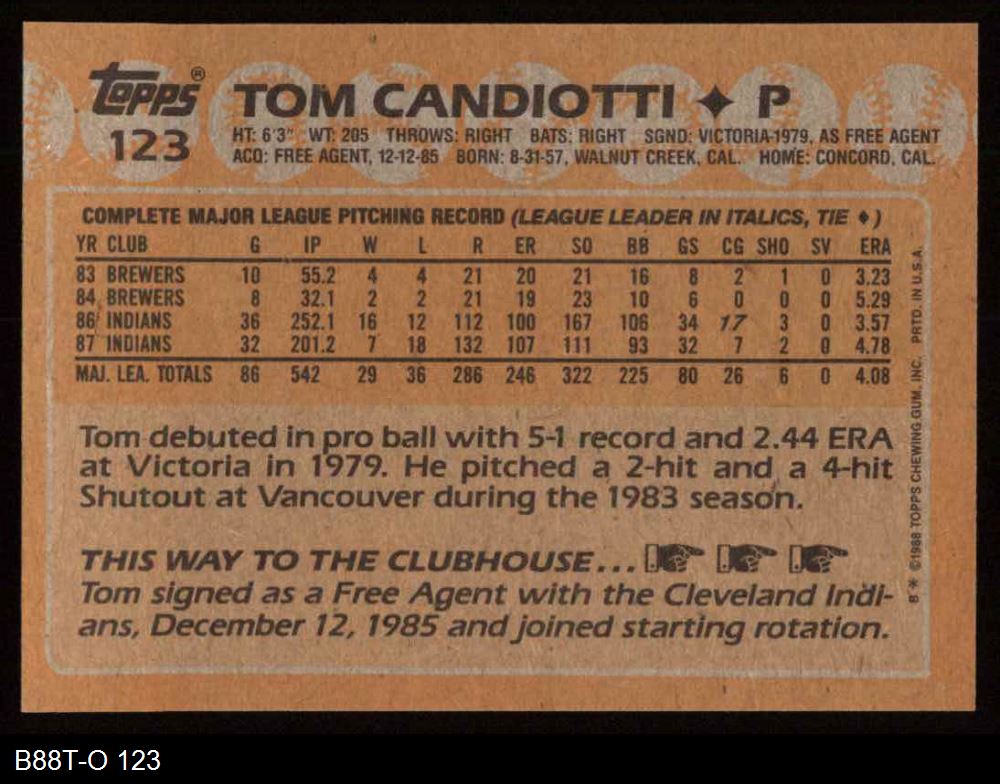 Topps®
123
TOM CANDIOTTI ✦ P
HT: 6'3" WT: 205 THROWS: RIGHT BATS: RIGHT SGND: VICTORIA-1979, AS FREE AGENT
ACQ: FREE AGENT, 12-12-85 BORN: 8-31-57, WALNUT CREEK, CAL. HOME: CONCORD, CAL.
COMPLETE MAJOR LEAGUE PITCHING RECORD (LEAGUE LEADER IN ITALICS, TIE ♦)
YR CLUB G IP W L R ER SO BB GS CG SHO SV ERA
83 BREWERS 10 55.2 4 4 21 20 21 16 8 2 1 0 3.23
84 BREWERS 8 32.1 2 2 21 19 23 10 6 0 0 0 5.29
86 INDIANS 36 252.1 16 12 112 100 167 106 34 17 3 0 3.57
87 INDIANS 32 201.2 7 18 132 107 111 93 32 7 2 0 4.78
MAJ. LEA. TOTALS 86 542 29 36 286 246 322 225 80 26 6 0 4.08
Tom debuted in pro ball with 5-1 record and 2.44 ERA
at Victoria in 1979. He pitched a 2-hit and a 4-hit
Shutout at Vancouver during the 1983 season.
THIS WAY TO THE CLUBHOUSE...
Tom signed as a Free Agent with the Cleveland Indi-
ans, December 12, 1985 and joined starting rotation.
8 ** ©1988 TOPPS CHEWING GUM, INC. PRTD. IN U.S.A.
B88T-O 123